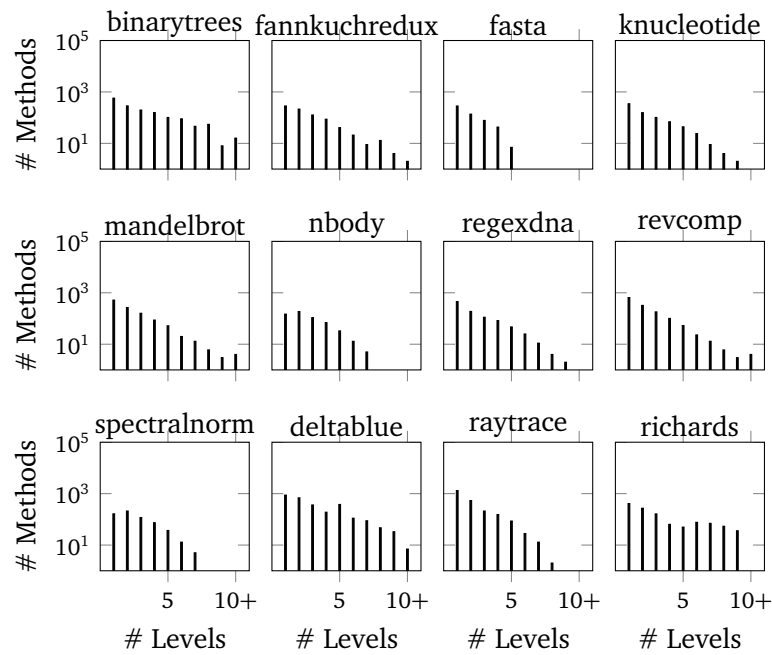 binarytrees fannkuchredux fasta knucleotide
# Methods
10^5
10^3
10^1
mandelbrot nbody regexdna revcomp
# Methods
10^5
10^3
10^1
spectralnorm deltablue raytrace richards
# Methods
10^5
10^3
10^1
5 10+ 5 10+ 5 10+ 5 10+
# Levels # Levels # Levels # Levels